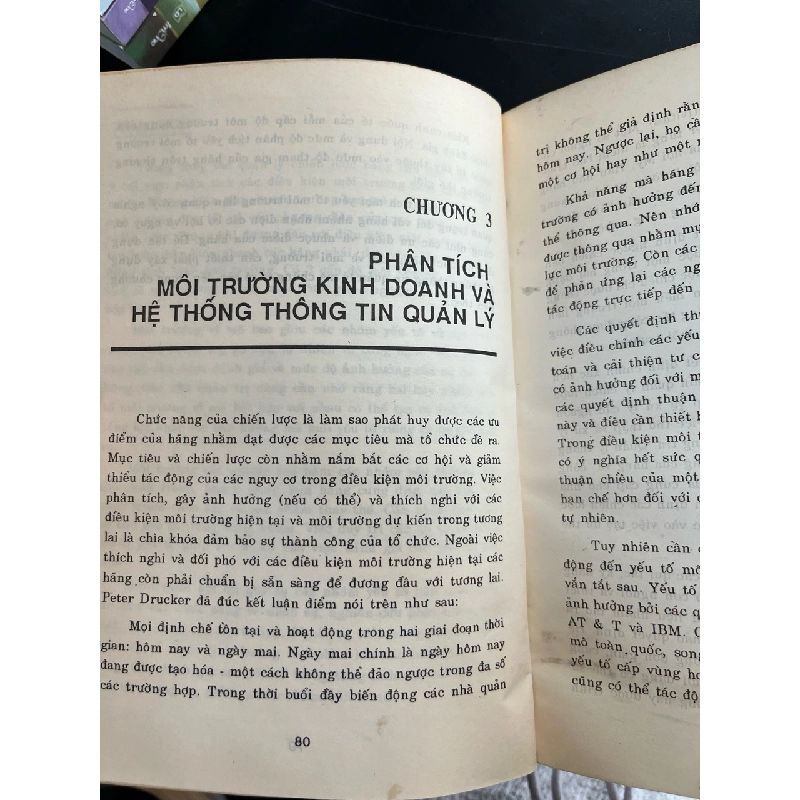 CHƯƠNG 3
PHÂN TÍCH
MÔI TRƯỜNG KINH DOANH VÀ
HỆ THỐNG THÔNG TIN QUẢN LÝ
Chức năng của chiến lược là làm sao phát huy được các ưu
điểm của hãng nhằm đạt được các mục tiêu mà tổ chức đề ra.
Mục tiêu và chiến lược còn nhằm nắm bắt các cơ hội và giảm
thiểu tác động của các nguy cơ trong điều kiện môi trường. Việc
phân tích, gây ảnh hưởng (nếu có thể) và thích nghi với các
điều kiện môi trường hiện tại và môi trường dự kiến trong tương
lai là chia khóa đảm bảo sự thành công của tổ chức. Ngoài việc
thích nghi và đối phó với các điều kiện môi trường hiện tại các
hãng còn phải chuẩn bị sẵn sàng để đương đầu với tương lai.
Peter Drucker đã đúc kết luận điểm nói trên như sau:
Mọi định chế tồn tại và hoạt động trong hai giai đoạn thời
gian: hôm nay và ngày mai. Ngày mai chính là ngày hôm nay
đang được tạo hóa - một cách không thể đảo ngược trong đa số
các trường hợp. Trong thời buổi đầy biến động các nhà quản
80
trị không thể giả định rằn
hôm nay. Ngược lại, họ cầ
một cơ hội hay như một
Khả năng mà hãng
trường có ảnh hưởng đến
thể thông qua. Nên nhớ
được thông qua nhằm mụ
lực môi trường. Còn các
để phản ứng lại các ng
tác động trực tiếp đến
Các quyết định thu
việc điều chỉnh các yếu
toán và cải thiện tư c
có ảnh hưởng đối với m
các quyết định thuận
này và điều cần thiết
Trong điều kiện môi t
có ý nghĩa hết sức q
thuận chiều của một
hạn chế hơn đối với c
tự nhiên.
Tuy nhiên cần c
động đến yếu tố mô
vắn tắt sau. Yếu tố
ảnh hưởng bởi các q
AT & T và IBM. C
mô toàn quốc, song
yếu tố cấp vùng h
cũng có thể tác độ